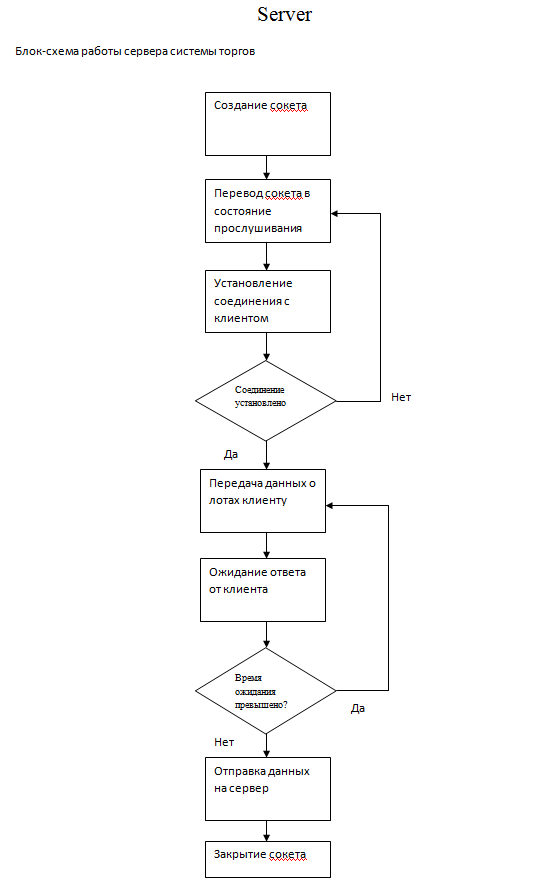 Server
Блок-схема работы сервера системы торгов
Создание сокета
Перевод сокета в
состояние
прослушивания
Установление
соединения с
клиентом
Соединение
установлено
Нет
Да
Передача данных о
лотах клиенту
Ожидание ответа
от клиента
Время
ожидания
превышено?
Да
Нет
Отправка данных
на сервер
Закрытие сокета